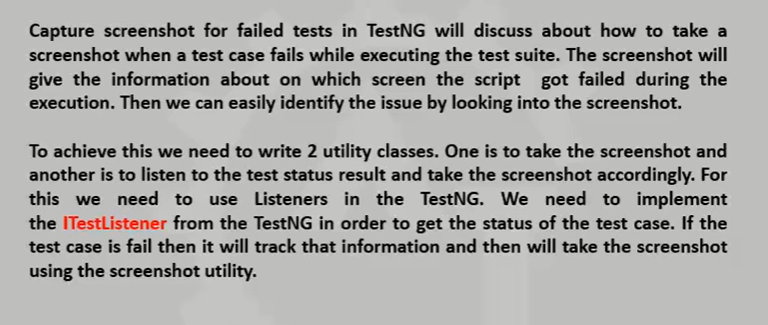 Capture screenshot for failed tests in TestNG will discuss about how to take a
screenshot when a test case fails while executing the test suite. The screenshot will
give the information about on which screen the script got failed during the
execution. Then we can easily identify the issue by looking into the screenshot.
To achieve this we need to write 2 utility classes. One is to take the screenshot and
another is to listen to the test status result and take the screenshot accordingly. For
this we need to use Listeners in the TestNG. We need to implement
the ITestListener from the TestNG in order to get the status of the test case. If the
test case is fail then it will track that information and then will take the screenshot
using the screenshot utility.